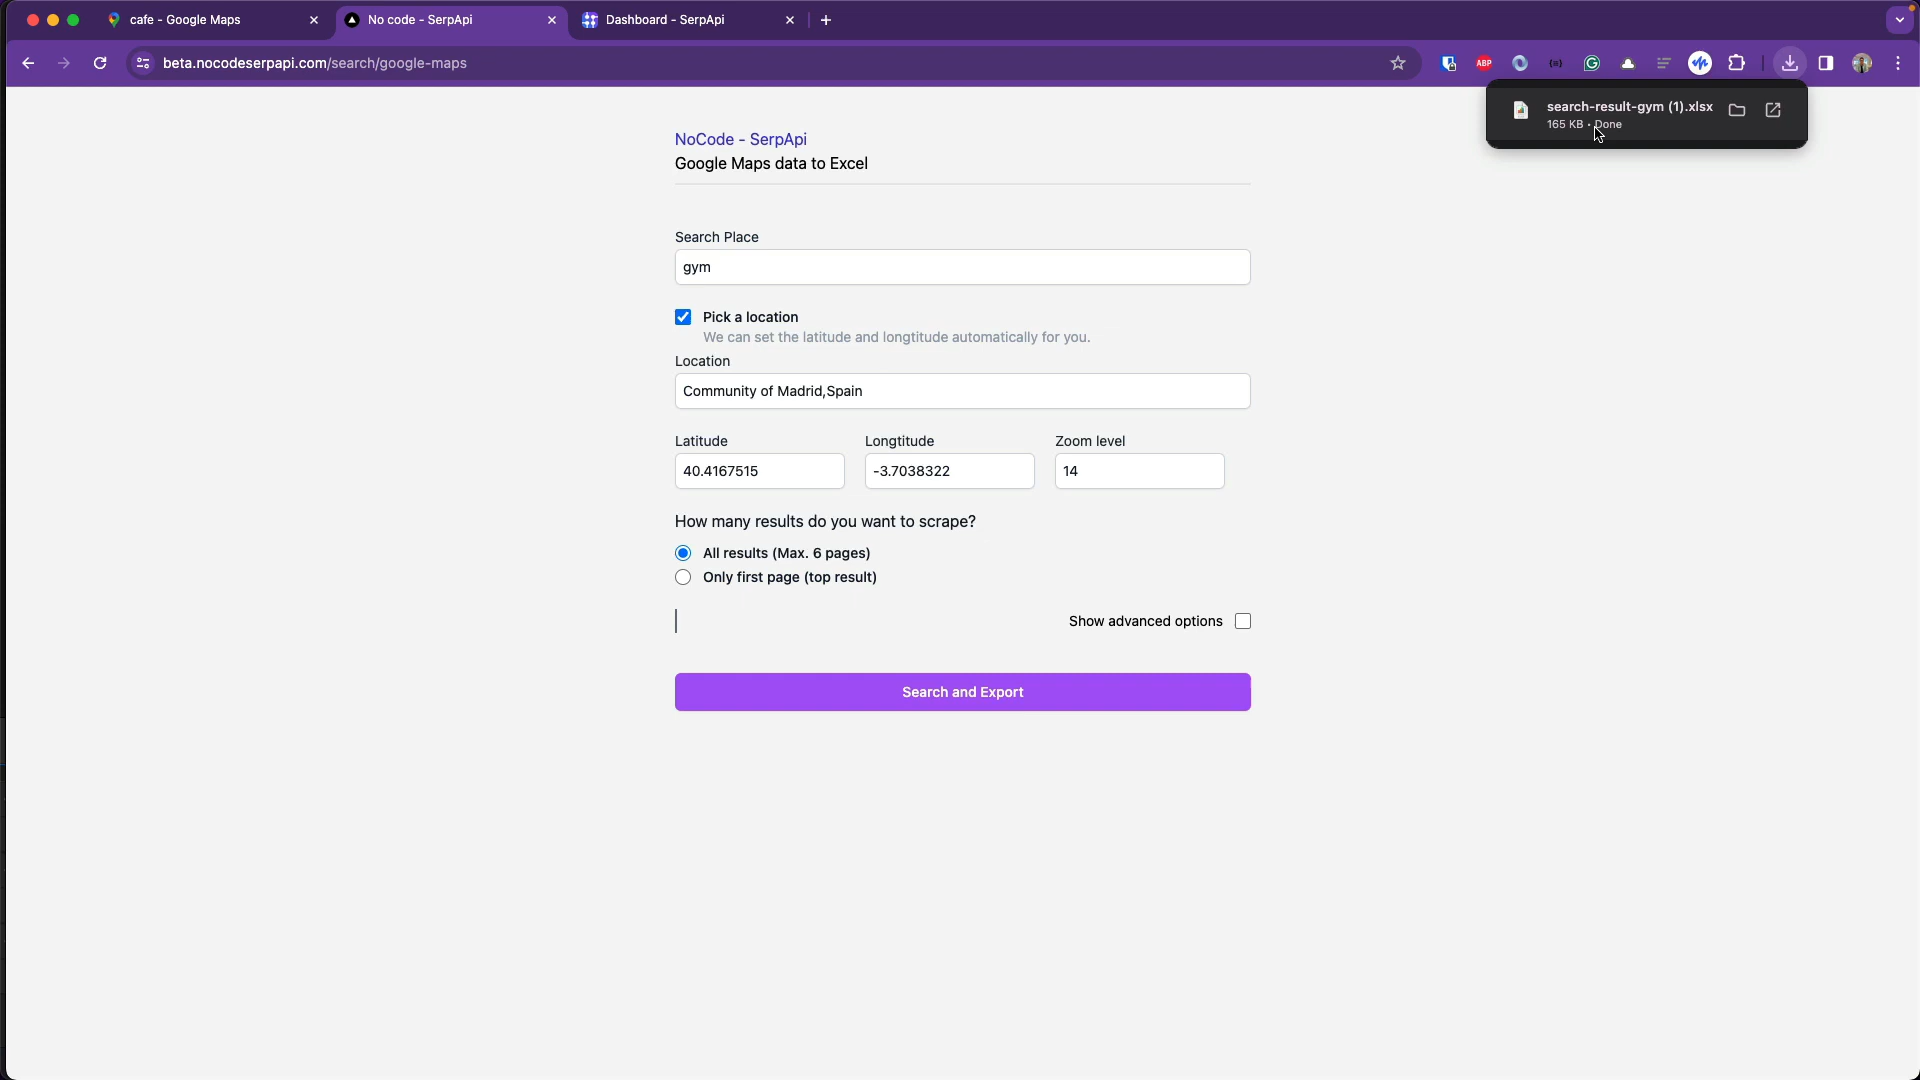 cafe - Google Maps
No code - SerpApi
Dashboard - SerpApi
beta.nocodeserpapi.com/search/google-maps
ABP
search-result-gym (1).xlsx
165 KB • Done
NoCode - SerpApi
Google Maps data to Excel
Search Place
gym
Pick a location
We can set the latitude and longtitude automatically for you.
Location
Community of Madrid,Spain
Latitude
Longtitude
Zoom level
40.4167515
-3.7038322
14
How many results do you want to scrape?
All results (Max. 6 pages)
Only first page (top result)
Show advanced options
Search and Export